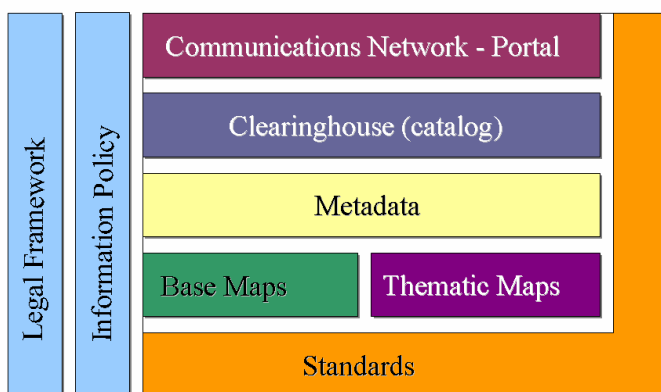 Legal Framework
Information Policy
Communications Network - Portal
Clearinghouse (catalog)
Metadata
Base Maps
Thematic Maps
Standards